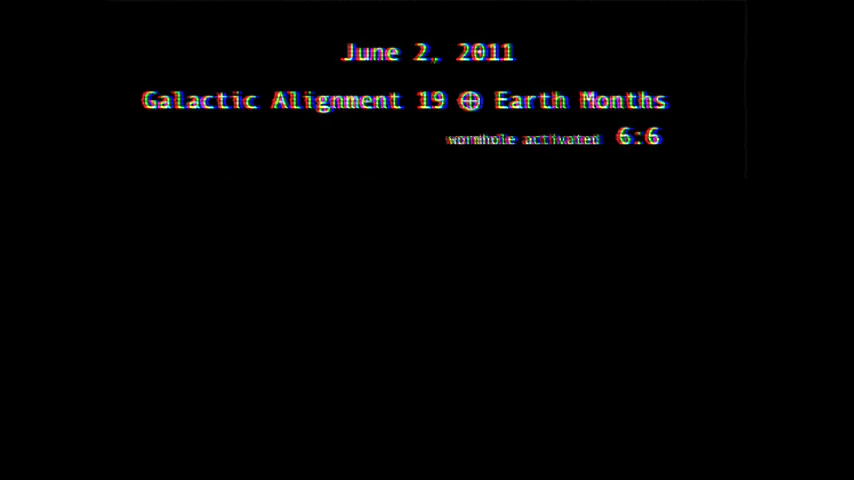 June 2, 2011
Galactic Alignment 19 ⊕ Earth Months
wormhole activated 6:6